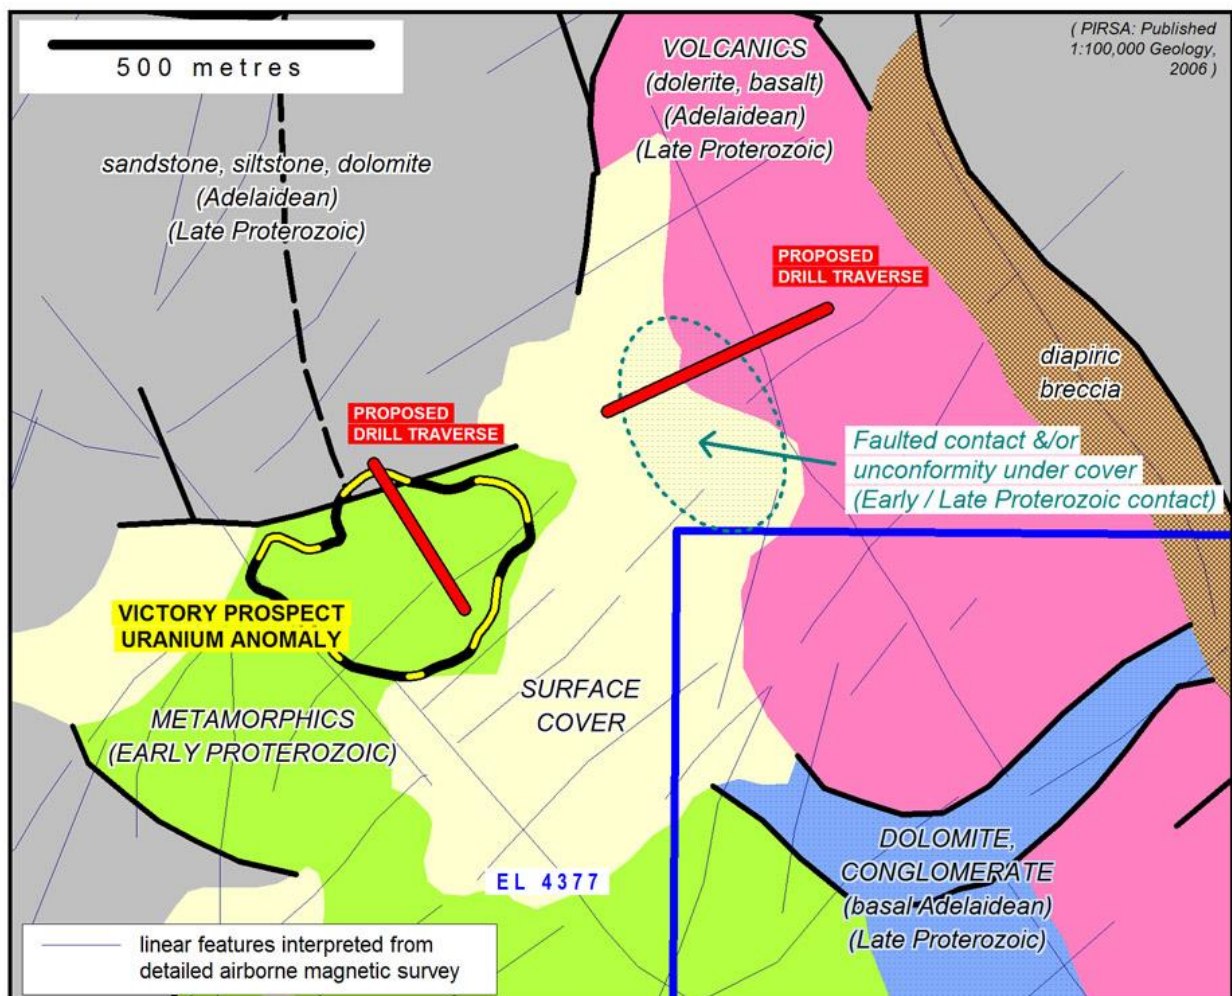 500 metres
( PIRSA: Published
1:100,000 Geology,
2006 )
VOLCANICS
(dolerite, basalt)
(Adelaidean)
(Late Proterozoic)
sandstone, siltstone, dolomite
(Adelaidean)
(Late Proterozoic)
PROPOSED
DRILL TRAVERSE
diapiric
breccia
PROPOSED
DRILL TRAVERSE
Faulted contact &/or
unconformity under cover
(Early / Late Proterozoic contact)
VICTORY PROSPECT
URANIUM ANOMALY
SURFACE
COVER
METAMORPHICS
(EARLY PROTEROZOIC)
DOLOMITE,
CONGLOMERATE
(basal Adelaidean)
(Late Proterozoic)
EL 4377
linear features interpreted from
detailed airborne magnetic survey